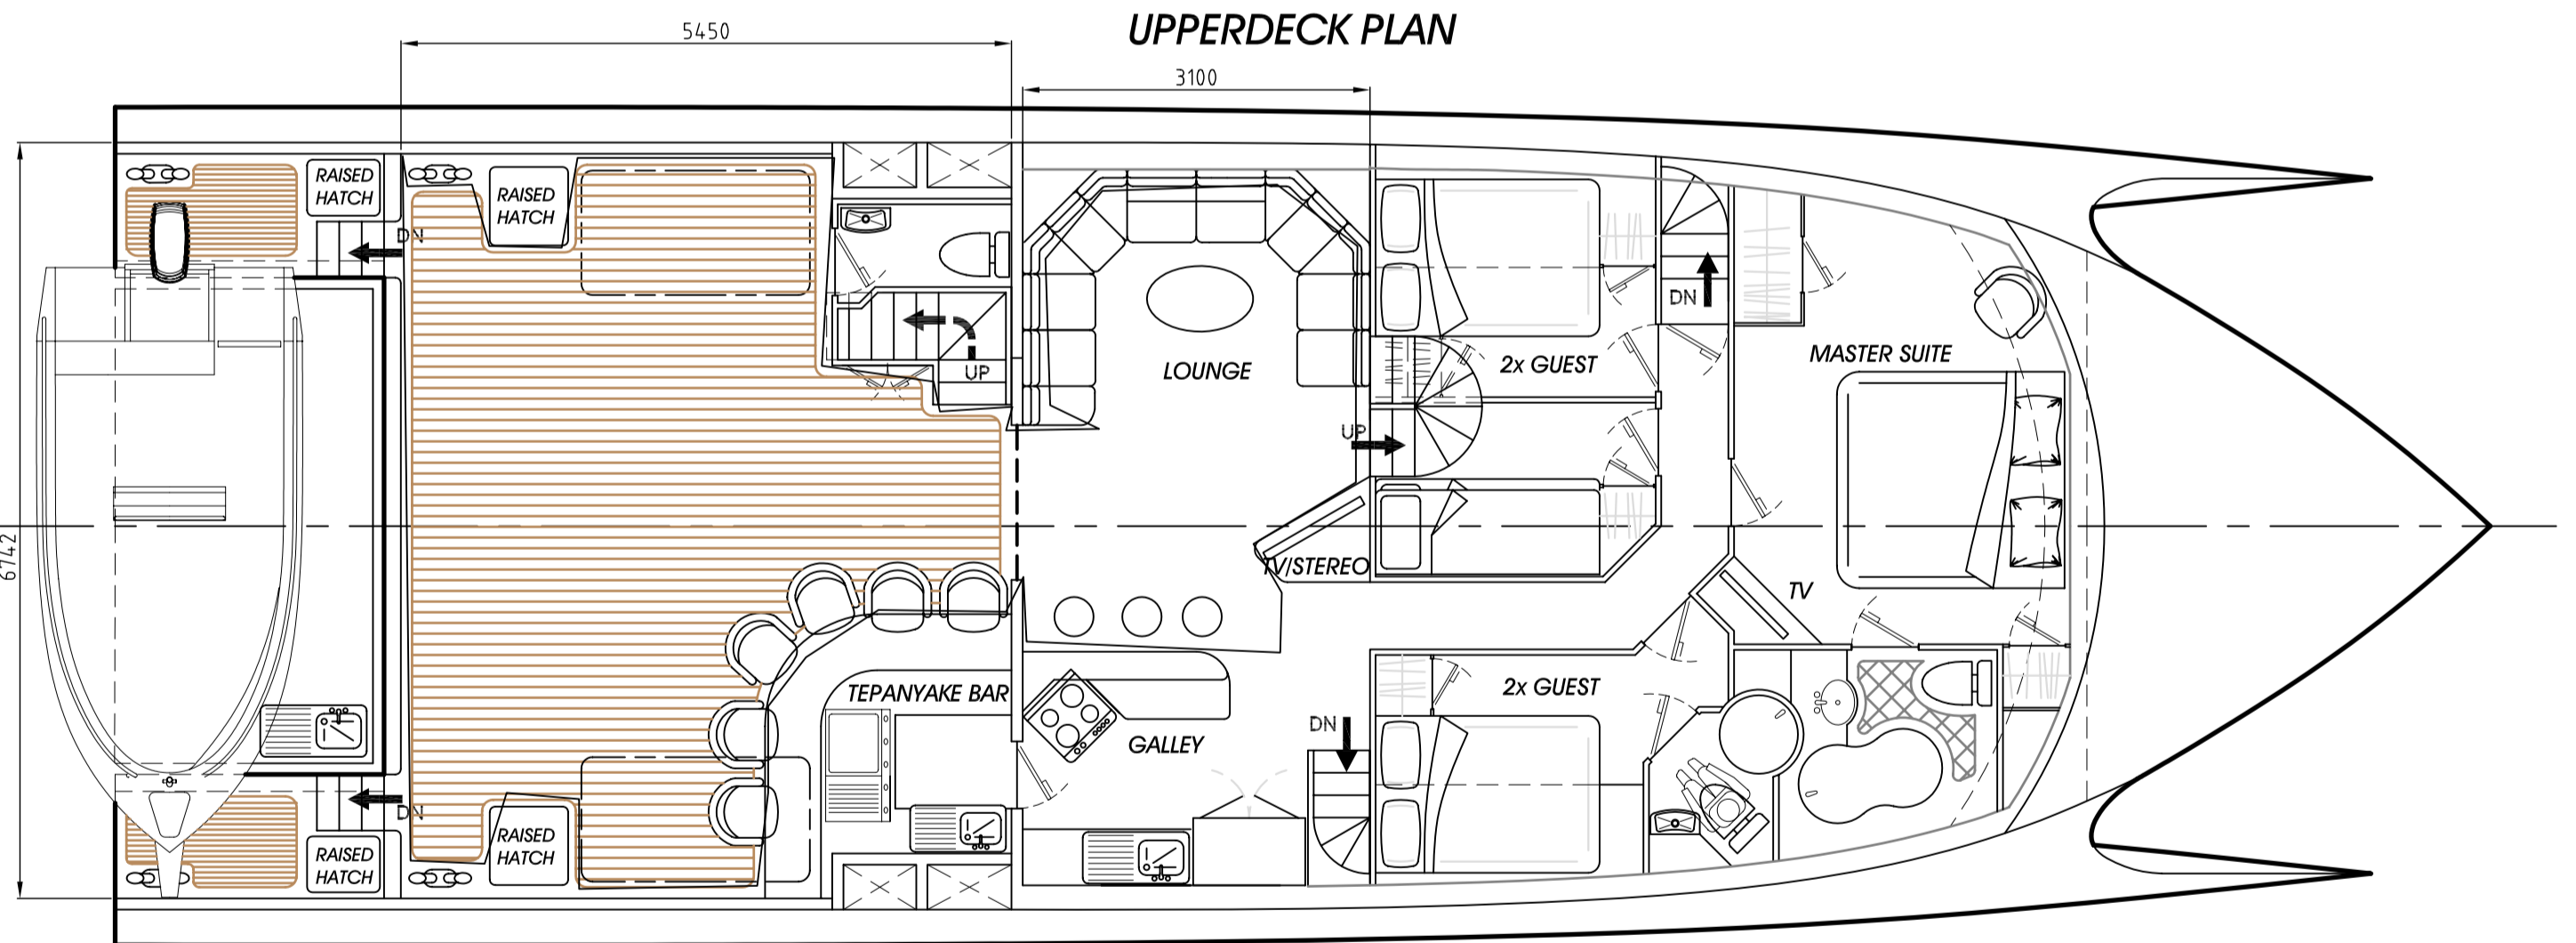 UPPERDECK PLAN
5450
3100
RAISED
HATCH
RAISED
HATCH
DN
DN
UP
LOUNGE
2x GUEST
MASTER SUITE
UP
6742
TV/STEREO
TV
TEPANYAKE BAR
2x GUEST
DN
GALLEY
DN
RAISED
HATCH
RAISED
HATCH